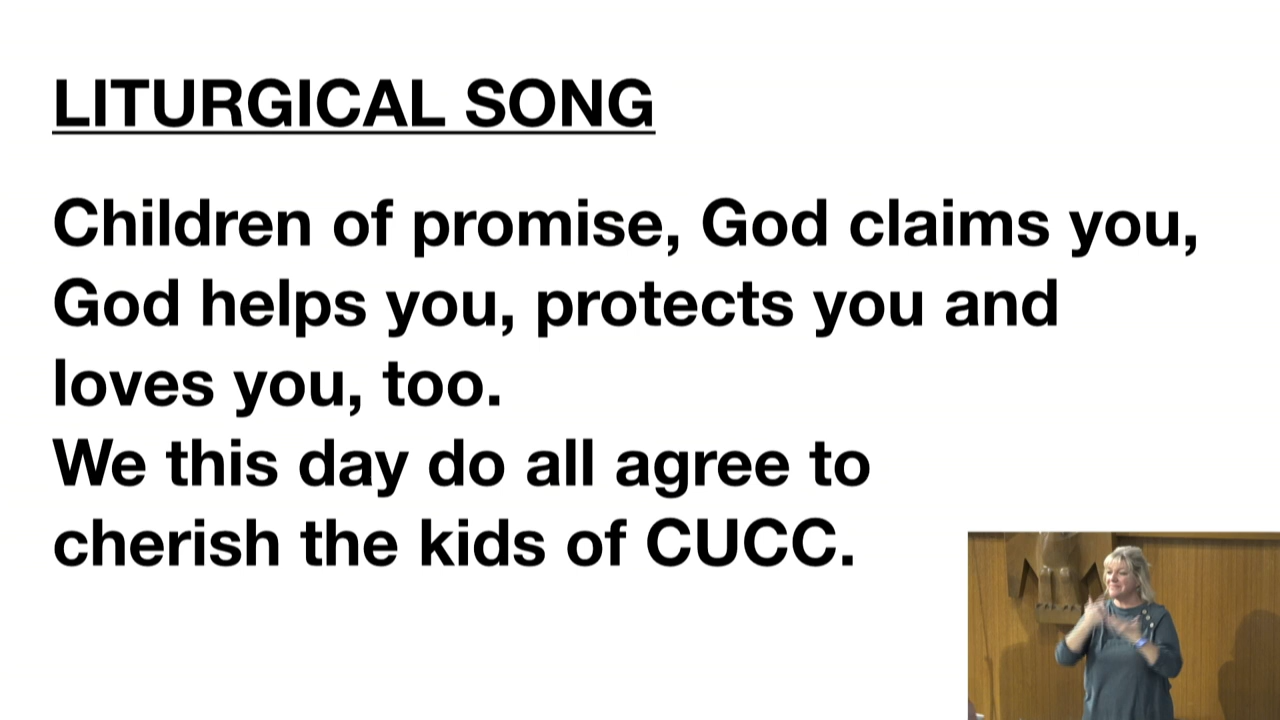 LITURGICAL SONG
Children of promise, God claims you,
God helps you, protects you and
loves you, too.
We this day do all agree to
cherish the kids of CUCC.